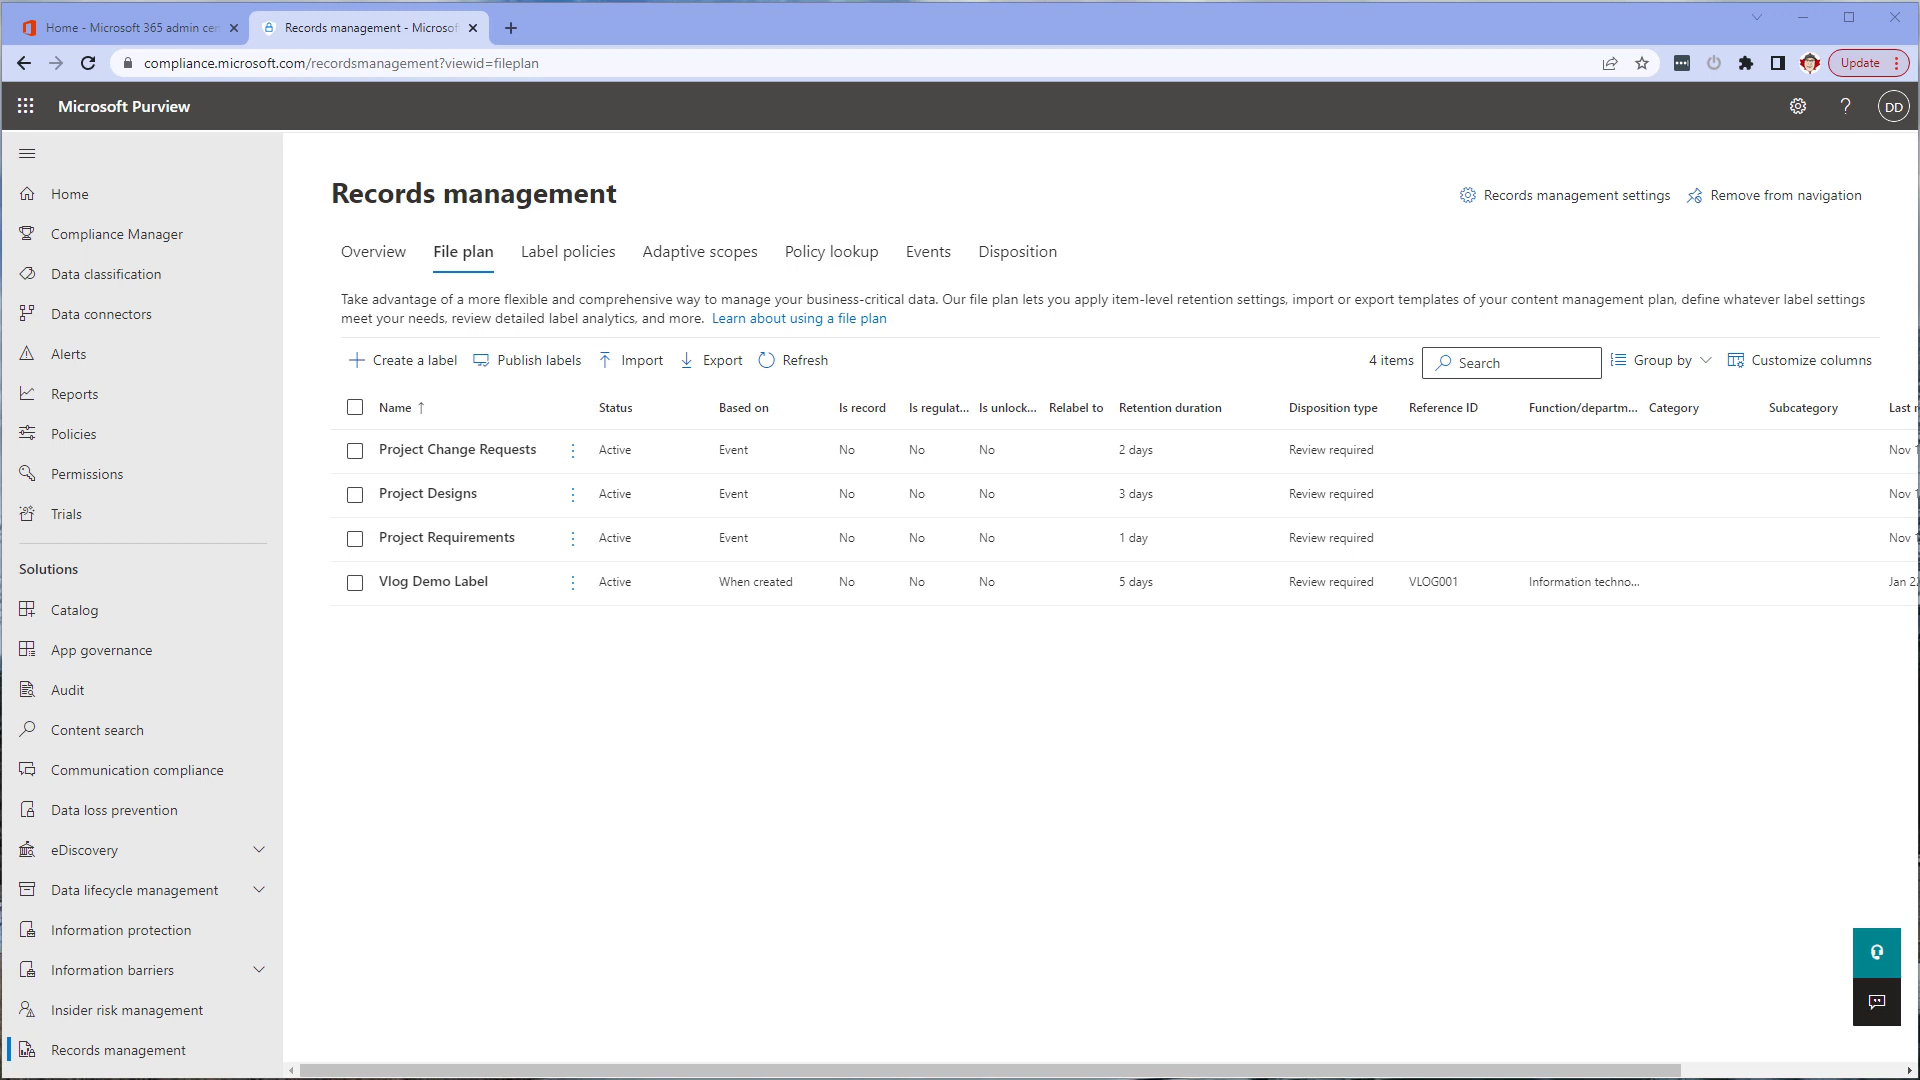 Home - Microsoft 365 admin cen
Records management - Microsof
compliance.microsoft.com/recordsmanagement?viewid=fileplan
Update
Microsoft Purview
?
DD
Home
Compliance Manager
Data classification
Data connectors
Alerts
Reports
Policies
Permissions
Trials
Solutions
Catalog
App governance
Audit
Content search
Communication compliance
Data loss prevention
eDiscovery
Data lifecycle management
Information protection
Information barriers
Insider risk management
Records management
Records management
Records management settings
Remove from navigation
Overview File plan Label policies Adaptive scopes Policy lookup Events Disposition
Take advantage of a more flexible and comprehensive way to manage your business-critical data. Our file plan lets you apply item-level retention settings, import or export templates of your content management plan, define whatever label settings
meet your needs, review detailed label analytics, and more. Learn about using a file plan
Create a label Publish labels Import Export Refresh 4 items Search Group by Customize columns
Name ↑ Status Based on Is record Is regulat... Is unlock... Relabel to Retention duration Disposition type Reference ID Function/departm... Category Subcategory Last r
Project Change Requests Active Event No No No 2 days Review required Nov 1
Project Designs Active Event No No No 3 days Review required Nov 1
Project Requirements Active Event No No No 1 day Review required Nov 1
Vlog Demo Label Active When created No No No 5 days Review required VLOG001 Information techno... Jan 22